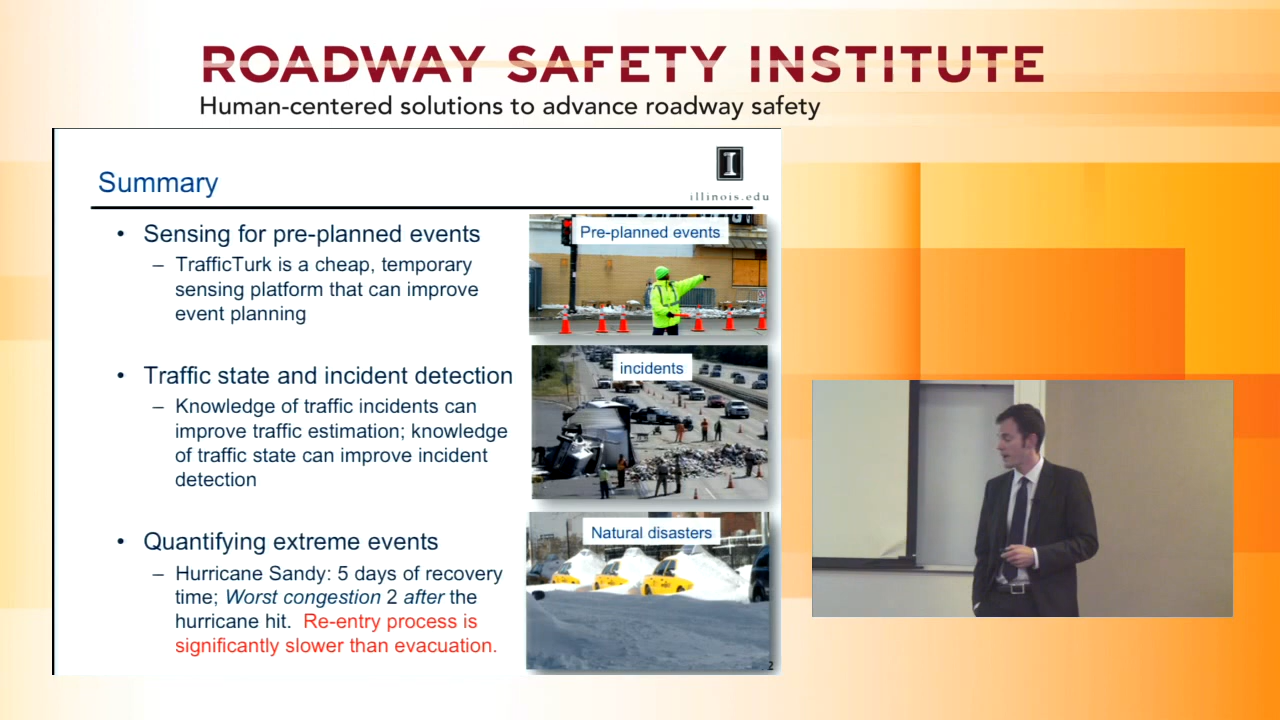 ROADWAY SAFETY INSTITUTE
Human-centered solutions to advance roadway safety
Summary
I
illinois.edu
• Sensing for pre-planned events
– TrafficTurk is a cheap, temporary
sensing platform that can improve
event planning
• Traffic state and incident detection
– Knowledge of traffic incidents can
improve traffic estimation; knowledge
of traffic state can improve incident
detection
• Quantifying extreme events
– Hurricane Sandy: 5 days of recovery
time; Worst congestion 2 after the
hurricane hit. Re-entry process is
significantly slower than evacuation.
Pre-planned events
incidents
Natural disasters
2